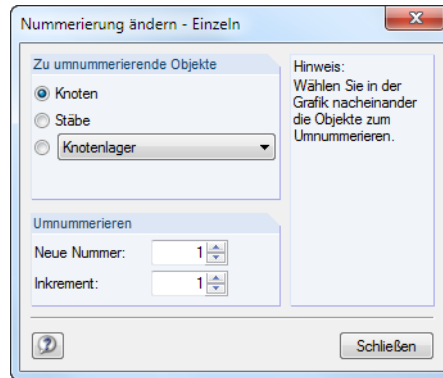 Nummerierung ändern - Einzeln
Zu umnummerierende Objekte
Knoten
Stäbe
Knotenlager
Umnummerieren
Neue Nummer: 1
Inkrement: 1
Hinweis:
Wählen Sie in der
Grafik nacheinander
die Objekte zum
Umnummerieren.
Schließen